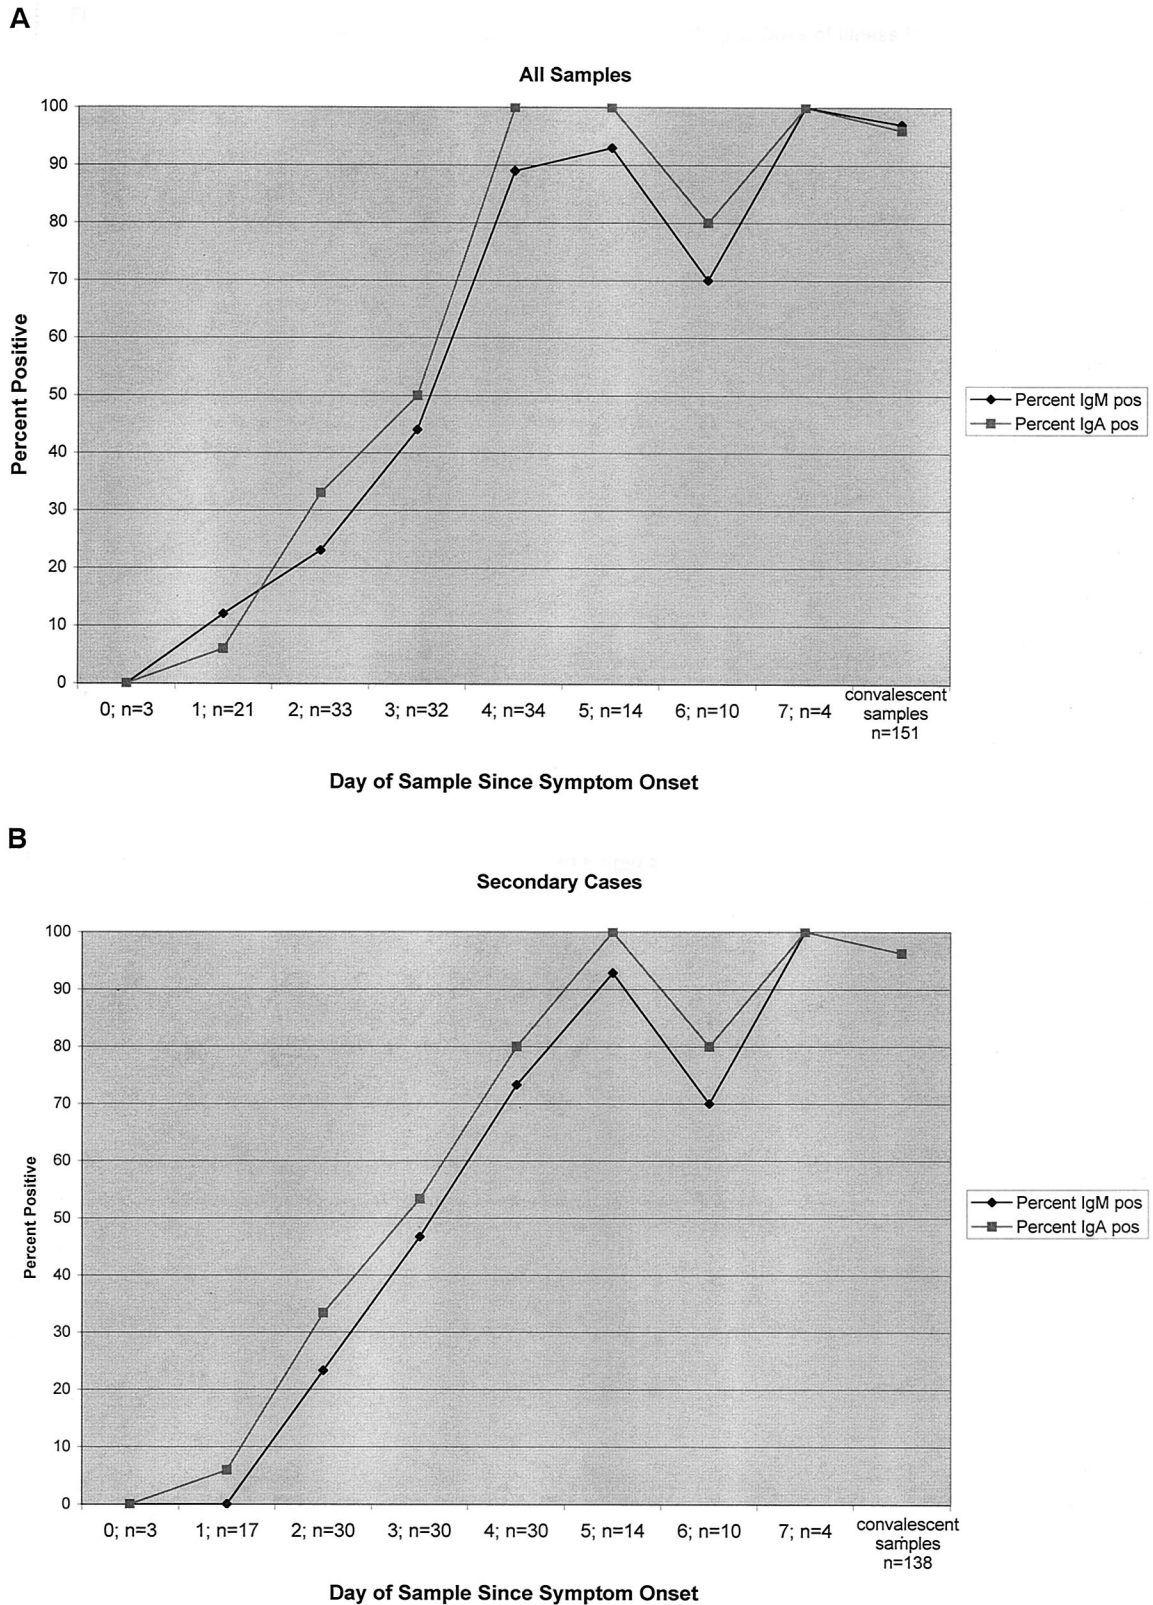 A
All Samples
100
90
80
70
60
50
40
30
20
10
0
Percent Positive
0; n=3
1; n=21
2; n=33
3; n=32
4; n=34
5; n=14
6; n=10
7; n=4
convalescent
samples
n=151
Day of Sample Since Symptom Onset
Percent IgM pos
Percent IgA pos
B
Secondary Cases
100
90
80
70
60
50
40
30
20
10
0
Percent Positive
0; n=3
1; n=17
2; n=30
3; n=30
4; n=30
5; n=14
6; n=10
7; n=4
convalescent
samples
n=138
Day of Sample Since Symptom Onset
Percent IgM pos
Percent IgA pos